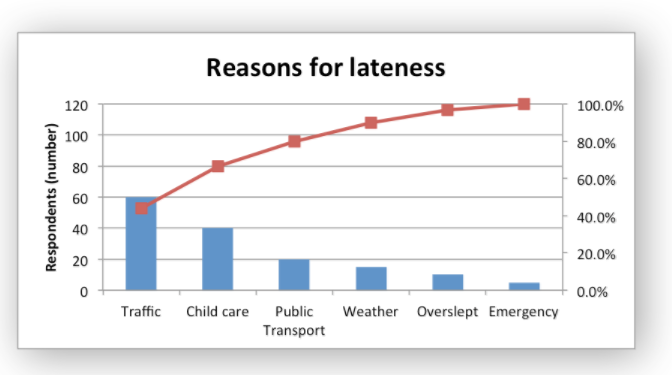 Reasons for lateness
Respondents (number)
120
100
80
60
40
20
0
100.0%
80.0%
60.0%
40.0%
20.0%
0.0%
Traffic
Child care
Public
Transport
Weather
Overslept
Emergency